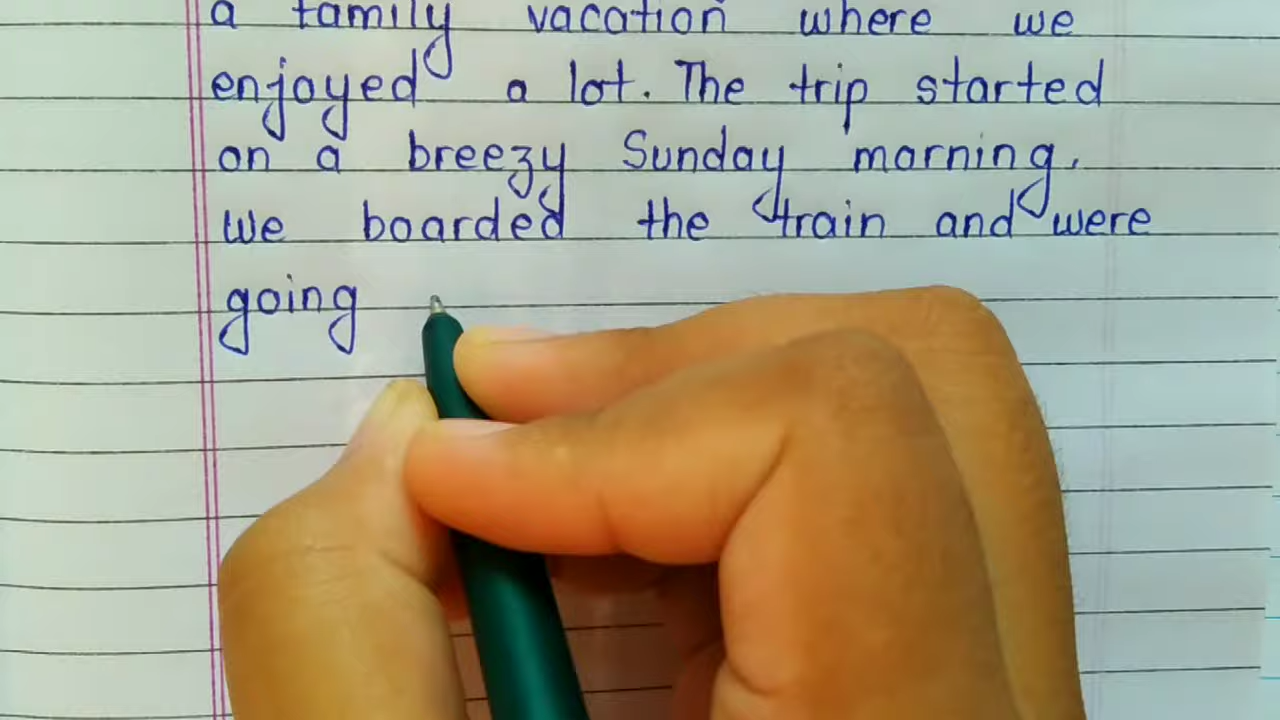 a family vacation where we
enjoyed a lot. The trip started
on a breezy Sunday morning.
We boarded the train and were
going